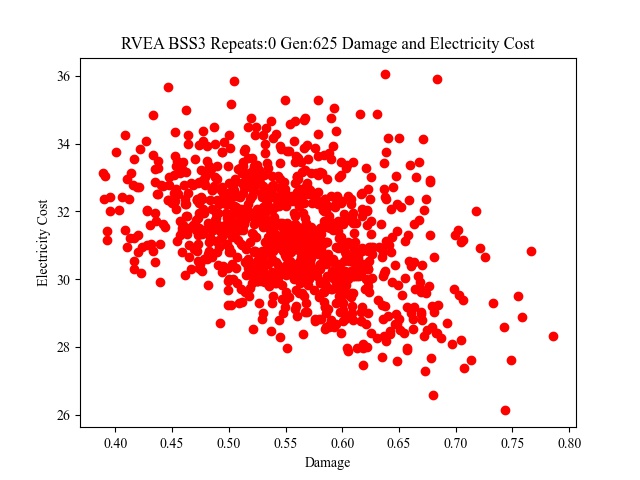 RVEA BSS3 Repeats:0 Gen:625 Damage and Electricity Cost
36
34
32
30
28
26
Electricity Cost
0.40 0.45 0.50 0.55 0.60 0.65 0.70 0.75 0.80
Damage